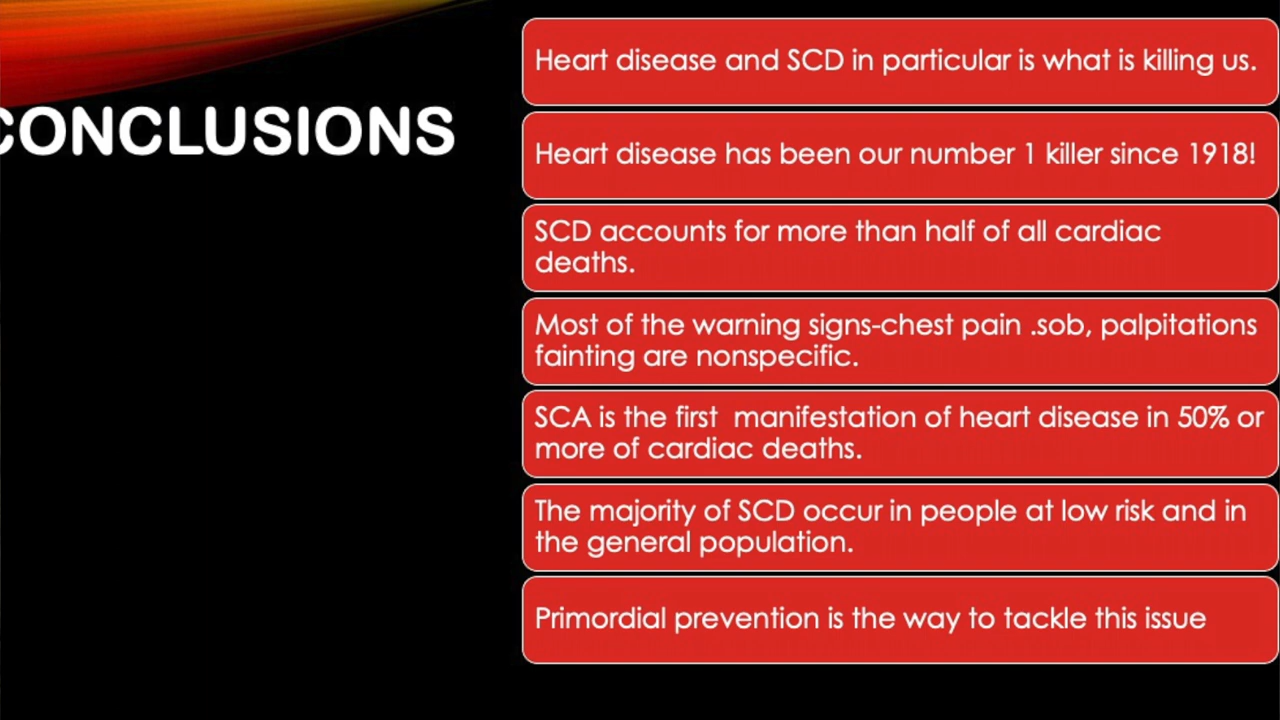 CONCLUSIONS
Heart disease and SCD in particular is what is killing us.
Heart disease has been our number 1 killer since 1918!
SCD accounts for more than half of all cardiac
deaths.
Most of the warning signs-chest pain .sob, palpitations
fainting are nonspecific.
SCA is the first  manifestation of heart disease in 50% or
more of cardiac deaths.
The majority of SCD occur in people at low risk and in
the general population.
Primordial prevention is the way to tackle this issue